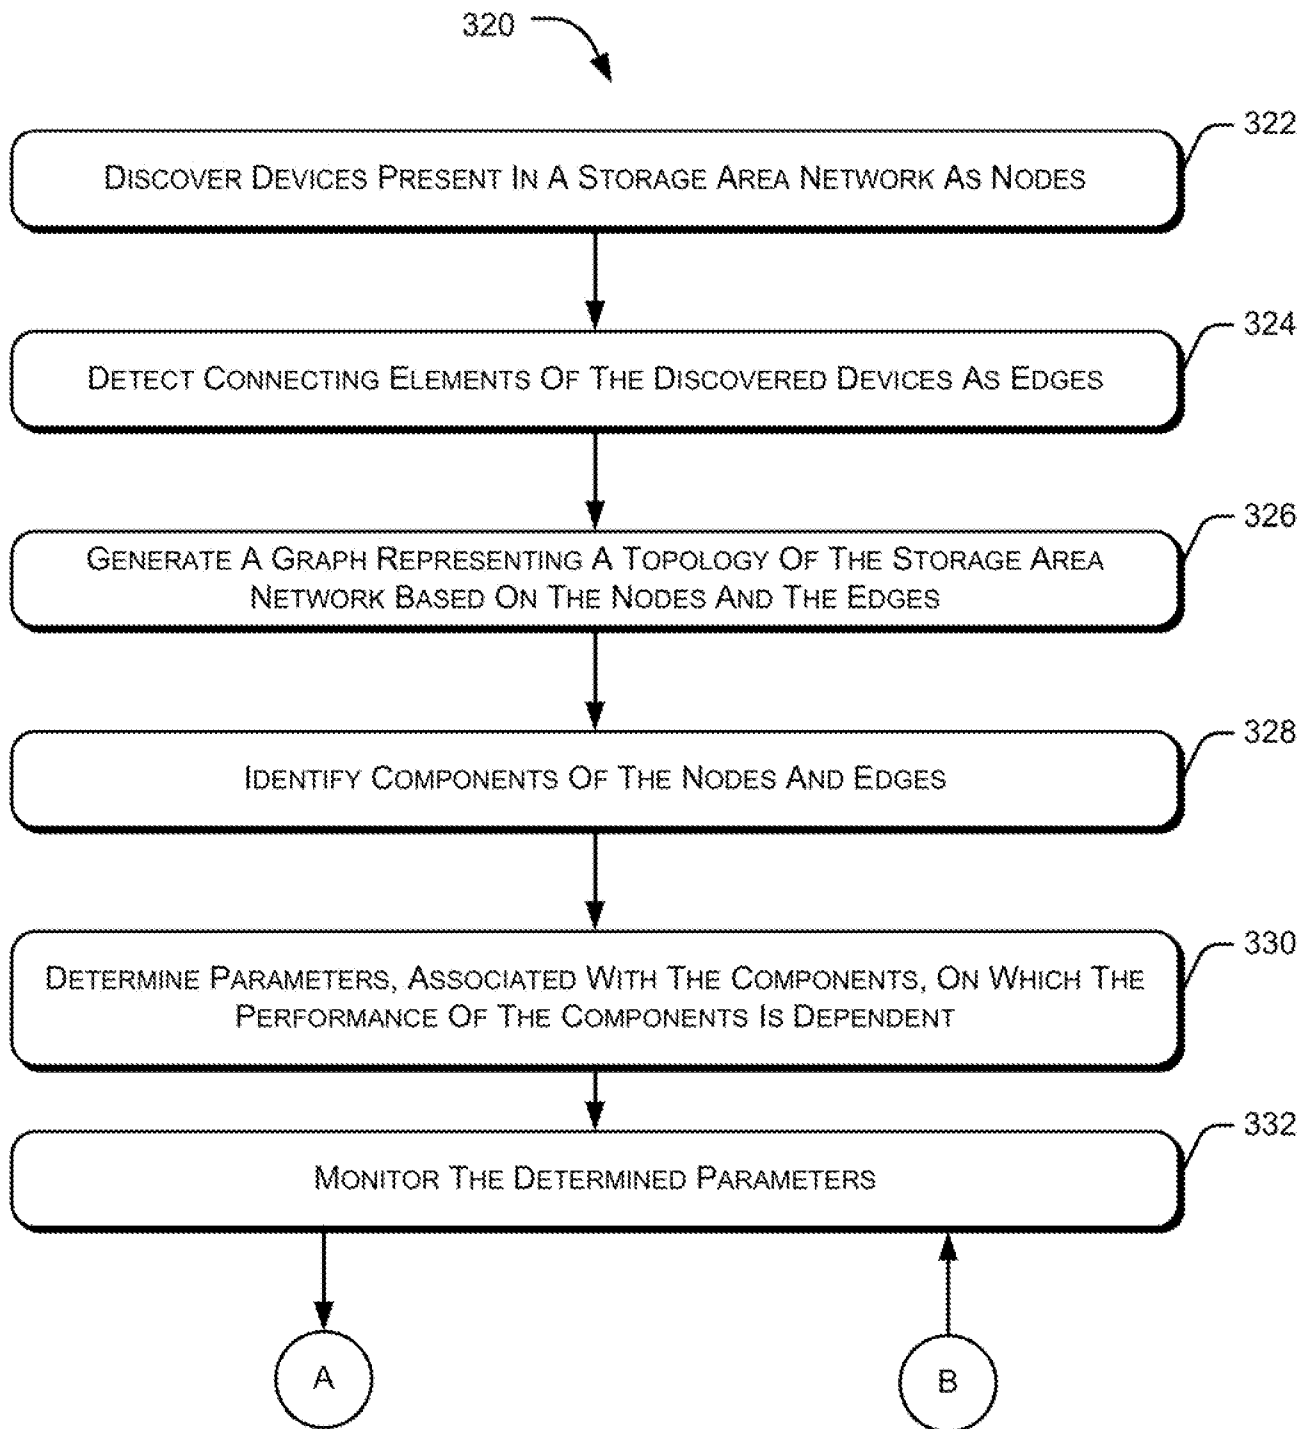 320
322
DISCOVER DEVICES PRESENT IN A STORAGE AREA NETWORK AS NODES
324
DETECT CONNECTING ELEMENTS OF THE DISCOVERED DEVICES AS EDGES
326
GENERATE A GRAPH REPRESENTING A TOPOLOGY OF THE STORAGE AREA
NETWORK BASED ON THE NODES AND THE EDGES
328
IDENTIFY COMPONENTS OF THE NODES AND EDGES
330
DETERMINE PARAMETERS, ASSOCIATED WITH THE COMPONENTS, ON WHICH THE
PERFORMANCE OF THE COMPONENTS IS DEPENDENT
332
MONITOR THE DETERMINED PARAMETERS
A
B